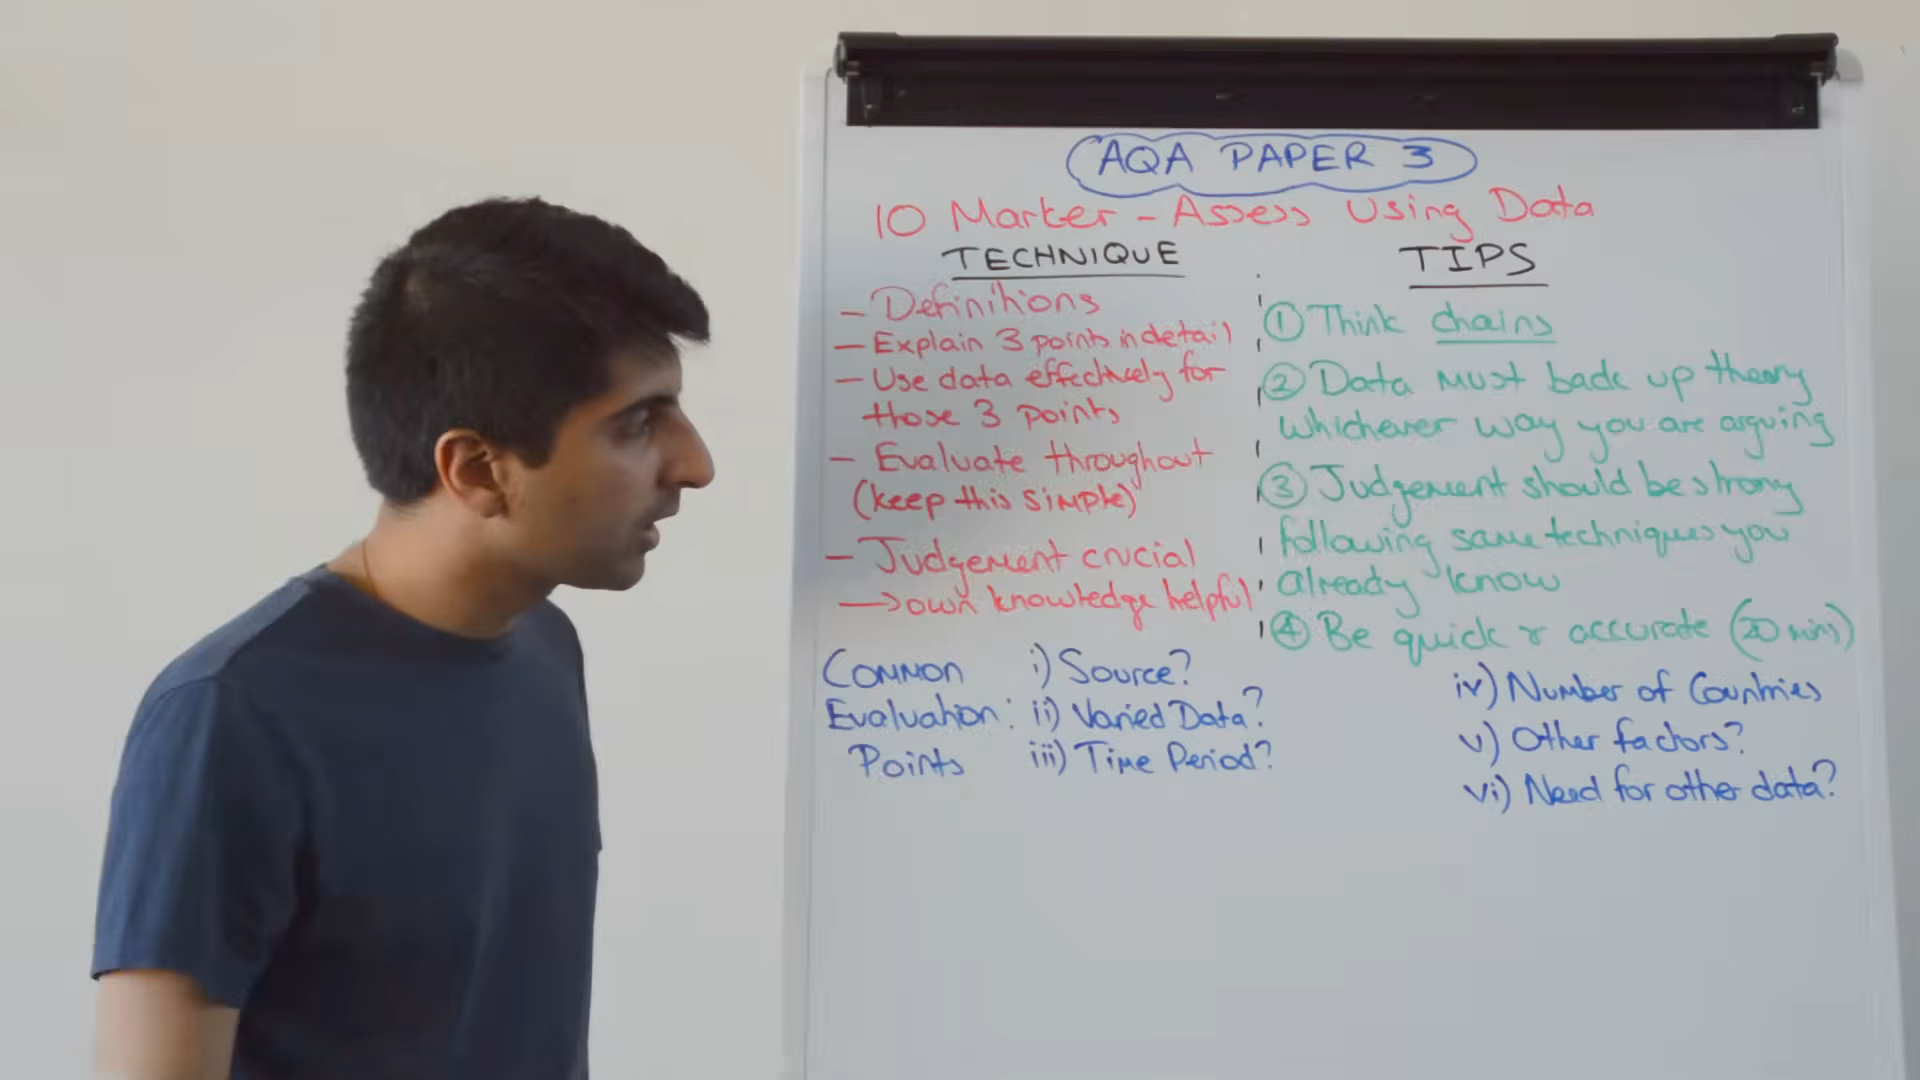 AQA PAPER 3
10 Marker - Assess Using Data
TECHNIQUE
- Definitions
- Explain 3 points in detail
- Use data effectively for
those 3 points
- Evaluate throughout
(keep this simple)
- Judgement crucial
→ own knowledge helpful
TIPS
① Think chains
② Data must back up theory
whichever way you are arguing
③ Judgement should be strong
following same techniques you
already know
④ Be quick & accurate (20 mins)
Common
Evaluation:
Points
i) Source?
ii) Varied Data?
iii) Time Period?
iv) Number of Countries
v) Other factors?
vi) Need for other data?